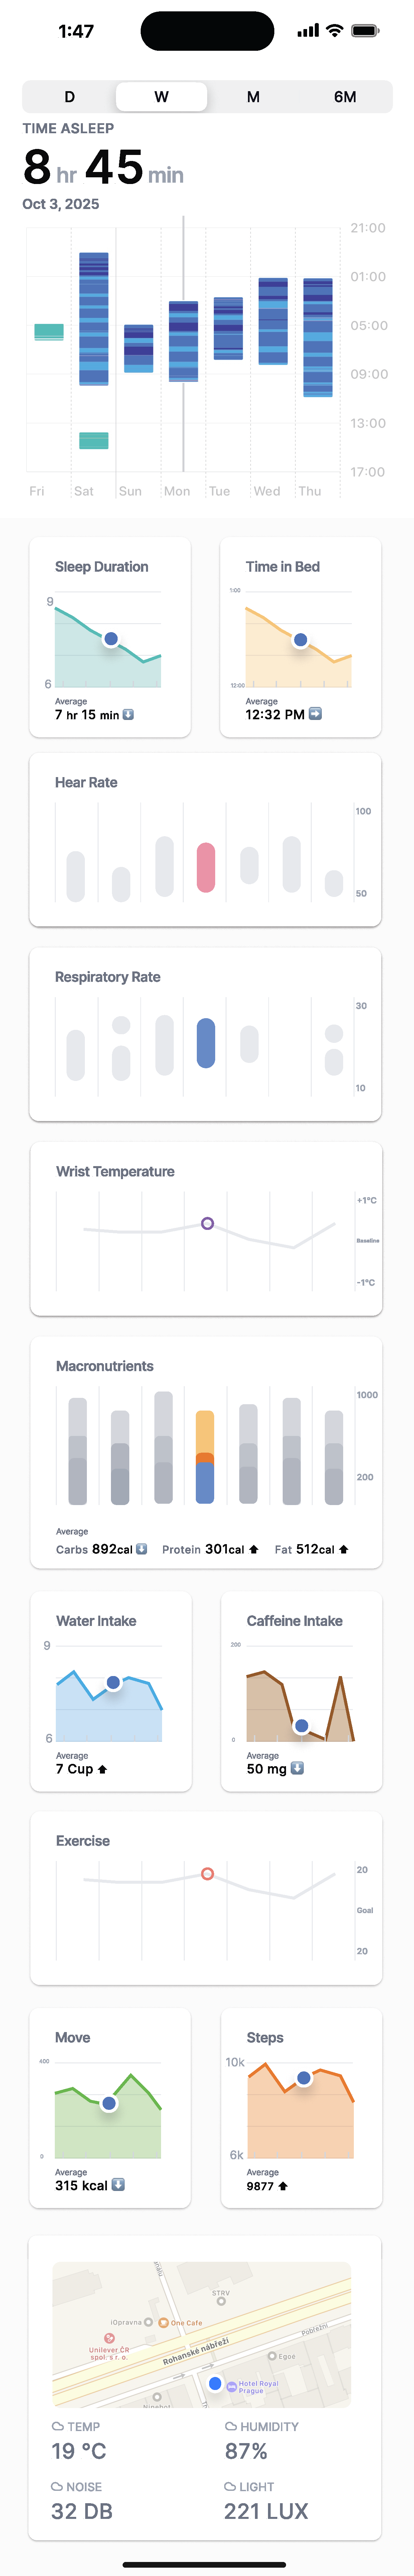 1:47
D W M 6M
TIME ASLEEP
8 hr 45 min
Oct 3, 2025
21:00
01:00
05:00
09:00
13:00
17:00
Fri Sat Sun Mon Tue Wed Thu
Sleep Duration
9
6
Average
7 hr 15 min
Time in Bed
1:00
12:00
Average
12:32 PM
Hear Rate
100
50
Respiratory Rate
30
10
Wrist Temperature
+1°C
Baseline
-1°C
Macronutrients
1000
200
Average
Carbs 892cal Protein 301cal Fat 512cal
Water Intake
9
6
Average
7 Cup
Caffeine Intake
200
0
Average
50 mg
Exercise
20
Goal
20
Move
400
0
Average
315 kcal
Steps
10k
6k
Average
9877
STRV
iOpravna
One Cafe
Unilever ČR
spol. s r. o.
Rohanské nábřeží
Pobřežní
Egoé
Hotel Royal
Prague
TEMP
19 °C
HUMIDITY
87%
NOISE
32 DB
LIGHT
221 LUX